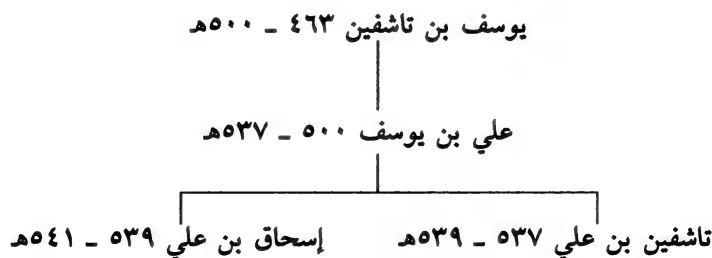 يوسف بن تاشفين ٤٦٣ ـ ٥٠٠هـ
علي بن يوسف ٥٠٠ ـ ٥٣٧هـ
تاشفين بن علي ٥٣٧ ـ ٥٣٩هـ إسحاق بن علي ٥٣٩ ـ ٥٤١هـ